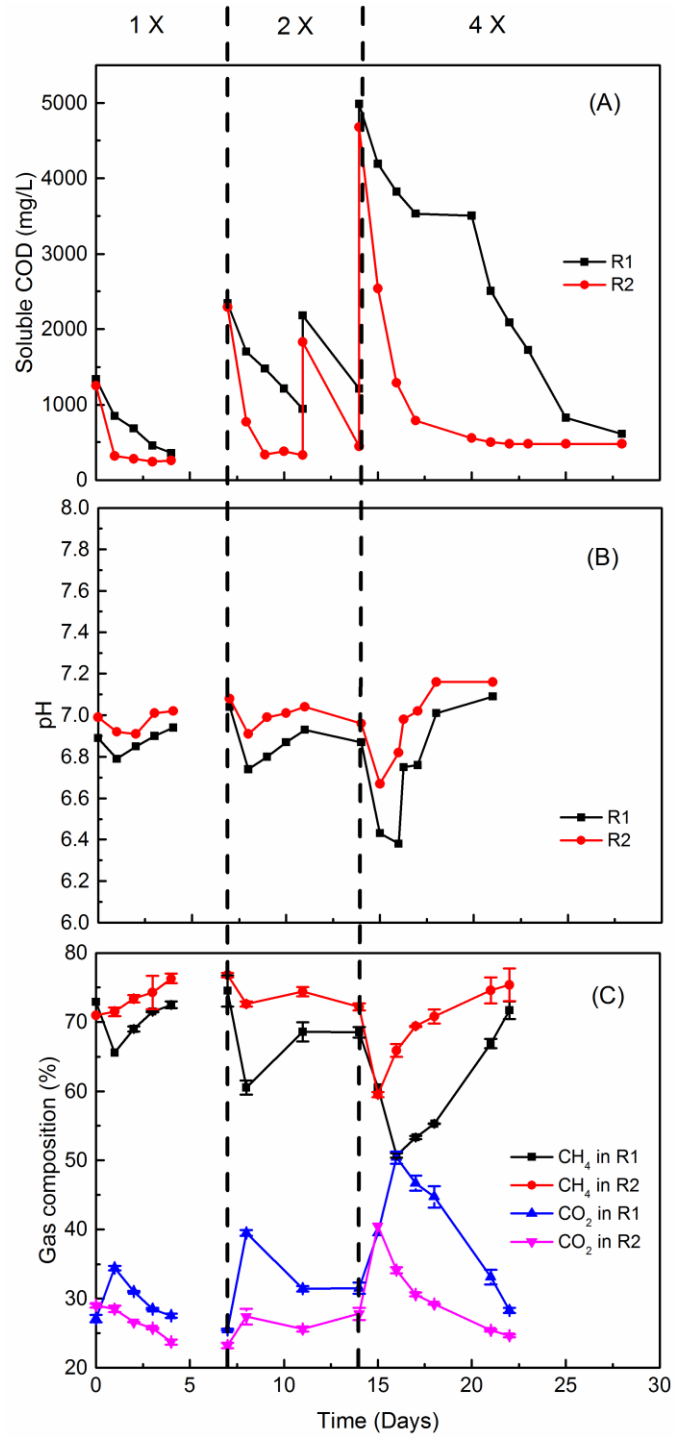 1 X 2 X 4 X
(A)
5000
4000
3000
2000
1000
0
Soluble COD (mg/L)
R1
R2
(B)
8.0
7.8
7.6
7.4
7.2
7.0
6.8
6.6
6.4
6.2
6.0
pH
R1
R2
(C)
80
70
60
50
40
30
20
Gas composition (%)
CH₄ in R1
CH₄ in R2
CO₂ in R1
CO₂ in R2
0 5 10 15 20 25 30
Time (Days)